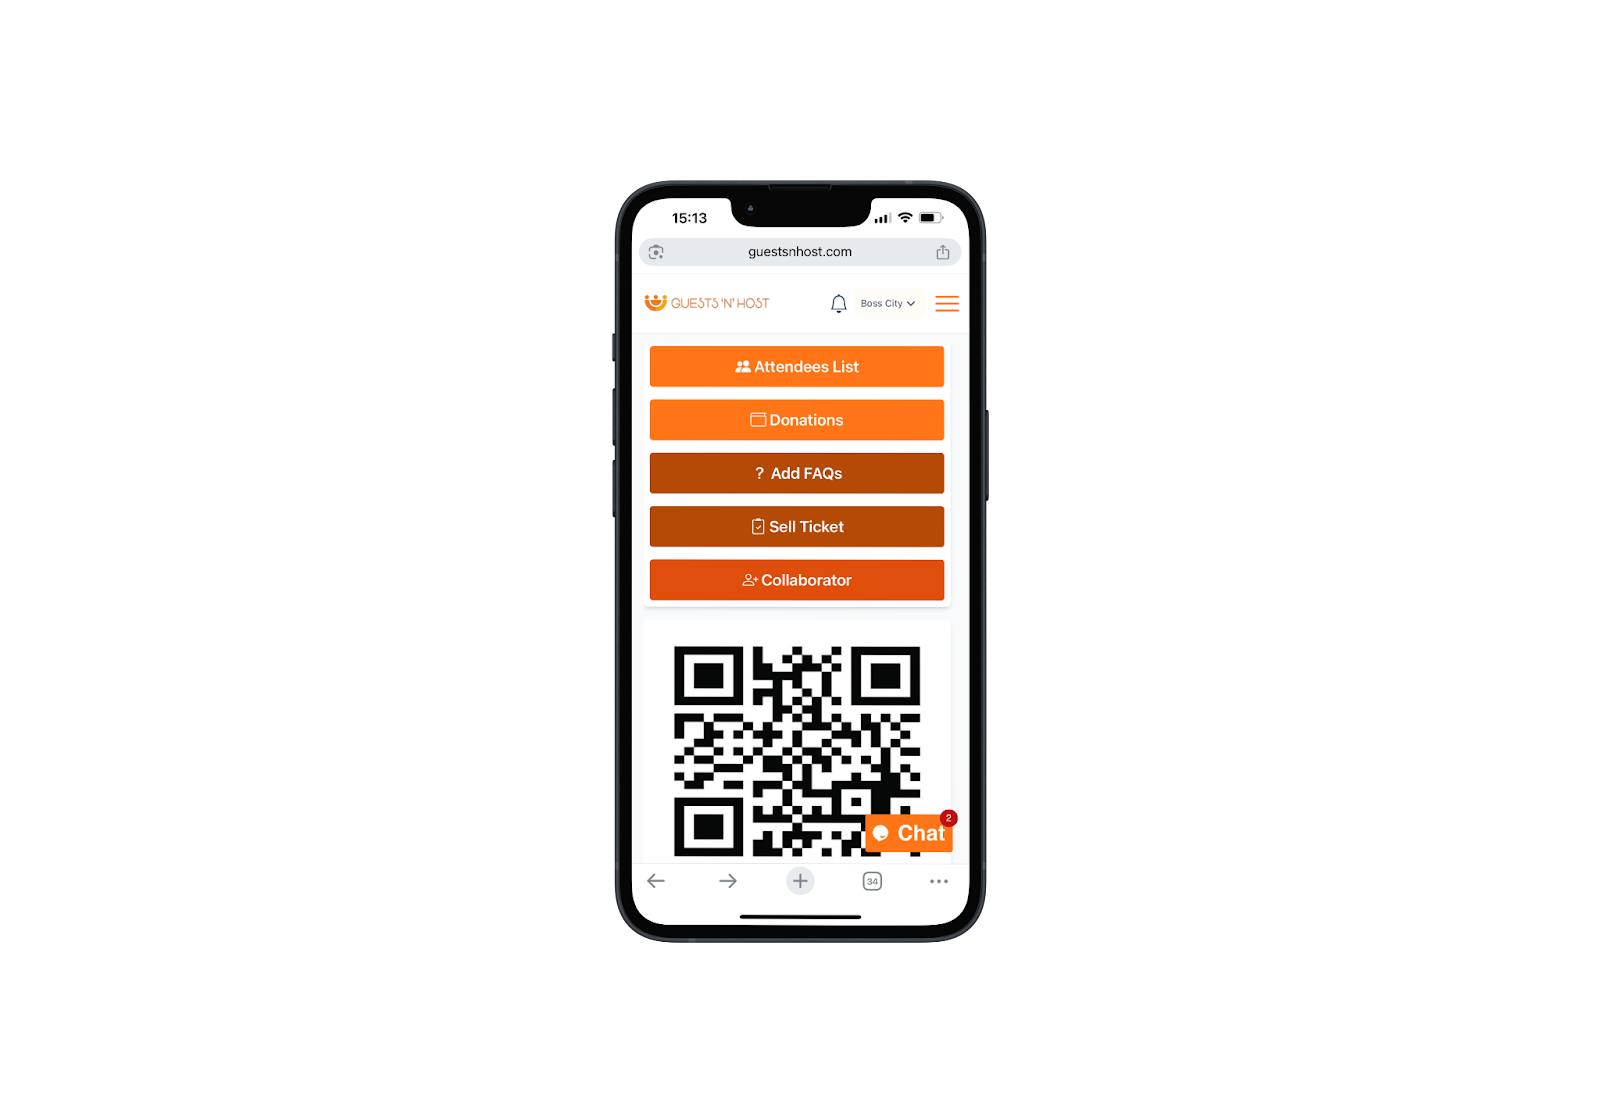 15:13
guestsnhost.com
GUESTS 'N' HOST
Boss City
Attendees List
Donations
? Add FAQs
Sell Ticket
Collaborator
2
Chat
34